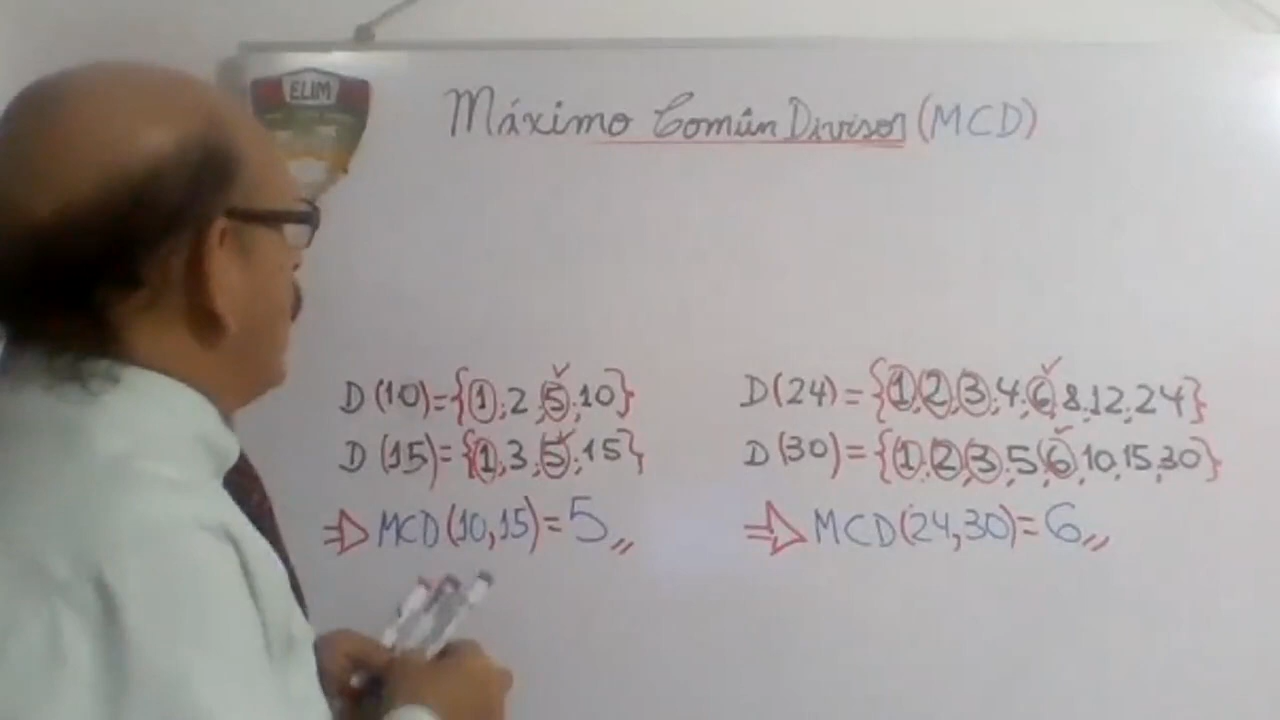 ELIM
Máximo Común Divisor (MCD)
D(10)={1,2,5,10}
D(15)={1,3,5,15}
⇒ MCD(10,15)=5,,
D(24)={1,2,3,4,6,8,12,24}
D(30)={1,2,3,5,6,10,15,30}
⇒ MCD(24,30)=6,,